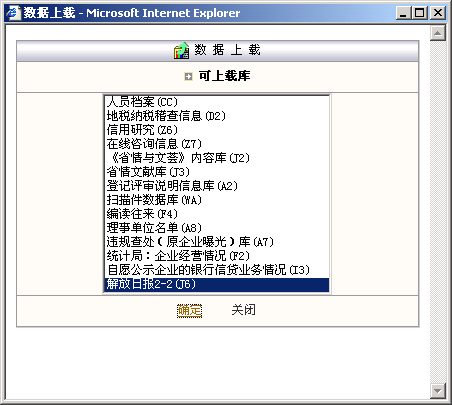 数据上载 - Microsoft Internet Explorer
数 据 上 载
可上载库
人员档案(CC)
地税纳税稽查信息(D2)
信用研究(Z6)
在线咨询信息(Z7)
《省情与文荟》内容库(J2)
省情文献库(J3)
登记评审说明信息库(A2)
扫描件数据库(WA)
编读往来(F4)
理事单位名单(A8)
违规查处(原企业曝光)库(A7)
统计局:企业经营情况(F2)
自愿公示企业的银行信贷业务情况(I3)
解放日报2-2(J6)
确定 关闭